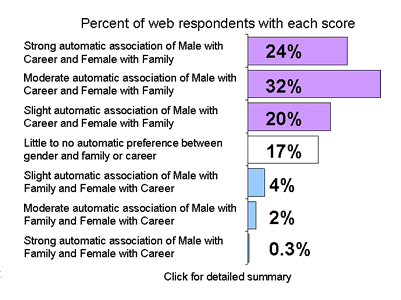 Percent of web respondents with each score
Strong automatic association of Male with
Career and Female with Family
24%
Moderate automatic association of Male with
Career and Female with Family
32%
Slight automatic association of Male with
Career and Female with Family
20%
Little to no automatic preference between
gender and family or career
17%
Slight automatic association of Male with
Family and Female with Career
4%
Moderate automatic association of Male with
Family and Female with Career
2%
Strong automatic association of Male with
Family and Female with Career
0.3%
Click for detailed summary